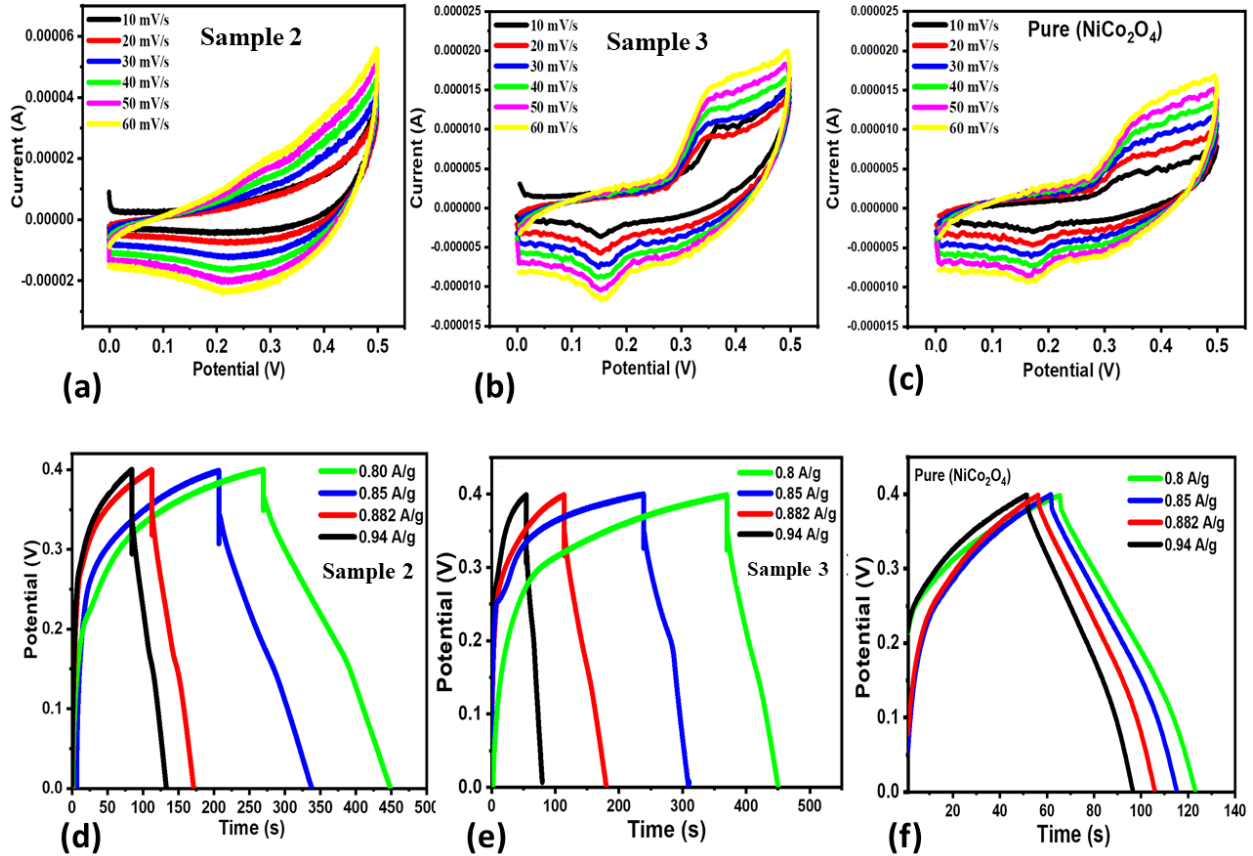 0.00006
0.00004
0.00002
0.00000
-0.00002
Current (A)
10 mV/s
20 mV/s
30 mV/s
40 mV/s
50 mV/s
60 mV/s
Sample 2
0.0 0.1 0.2 0.3 0.4 0.5
Potential (V)
(a)
0.000025
0.000020
0.000015
0.000010
0.000005
0.000000
-0.000005
-0.000010
-0.000015
Current (A)
10 mV/s
20 mV/s
30 mV/s
40 mV/s
50 mV/s
60 mV/s
Sample 3
0.0 0.1 0.2 0.3 0.4 0.5
Potential (V)
(b)
0.000025
0.000020
0.000015
0.000010
0.000005
0.000000
-0.000005
-0.000010
-0.000015
Current (A)
10 mV/s
20 mV/s
30 mV/s
40 mV/s
50 mV/s
60 mV/s
Pure (NiCo₂O₄)
0.0 0.1 0.2 0.3 0.4 0.5
Potential (V)
(c)
0.4
0.3
0.2
0.1
0.0
Potential (V)
0.80 A/g
0.85 A/g
0.882 A/g
0.94 A/g
Sample 2
0 50 100 150 200 250 300 350 400 450 500
Time (s)
(d)
0.5
0.4
0.3
0.2
0.1
0.0
Potential (V)
0.8 A/g
0.85 A/g
0.882 A/g
0.94 A/g
Sample 3
0 100 200 300 400 500
Time (s)
(e)
0.4
0.3
0.2
0.1
0.0
Potential (V)
Pure (NiCo₂O₄)
0.8 A/g
0.85 A/g
0.882 A/g
0.94 A/g
20 40 60 80 100 120 140
Time (s)
(f)